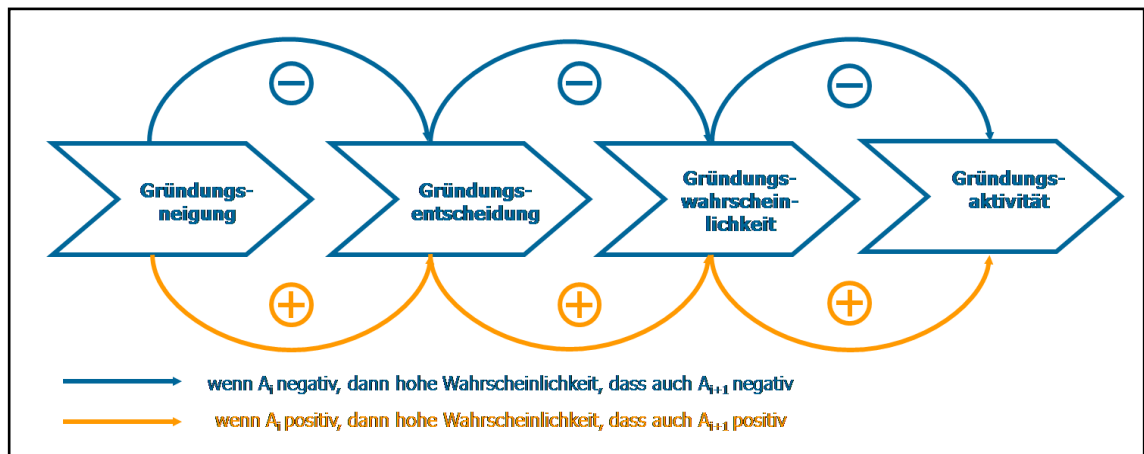 Gründungs-
neigung
Gründungs-
entscheidung
Gründungs-
wahrschein-
lichkeit
Gründungs-
aktivität
wenn Ai negativ, dann hohe Wahrscheinlichkeit, dass auch Ai+1 negativ
wenn Ai positiv, dann hohe Wahrscheinlichkeit, dass auch Ai+1 positiv